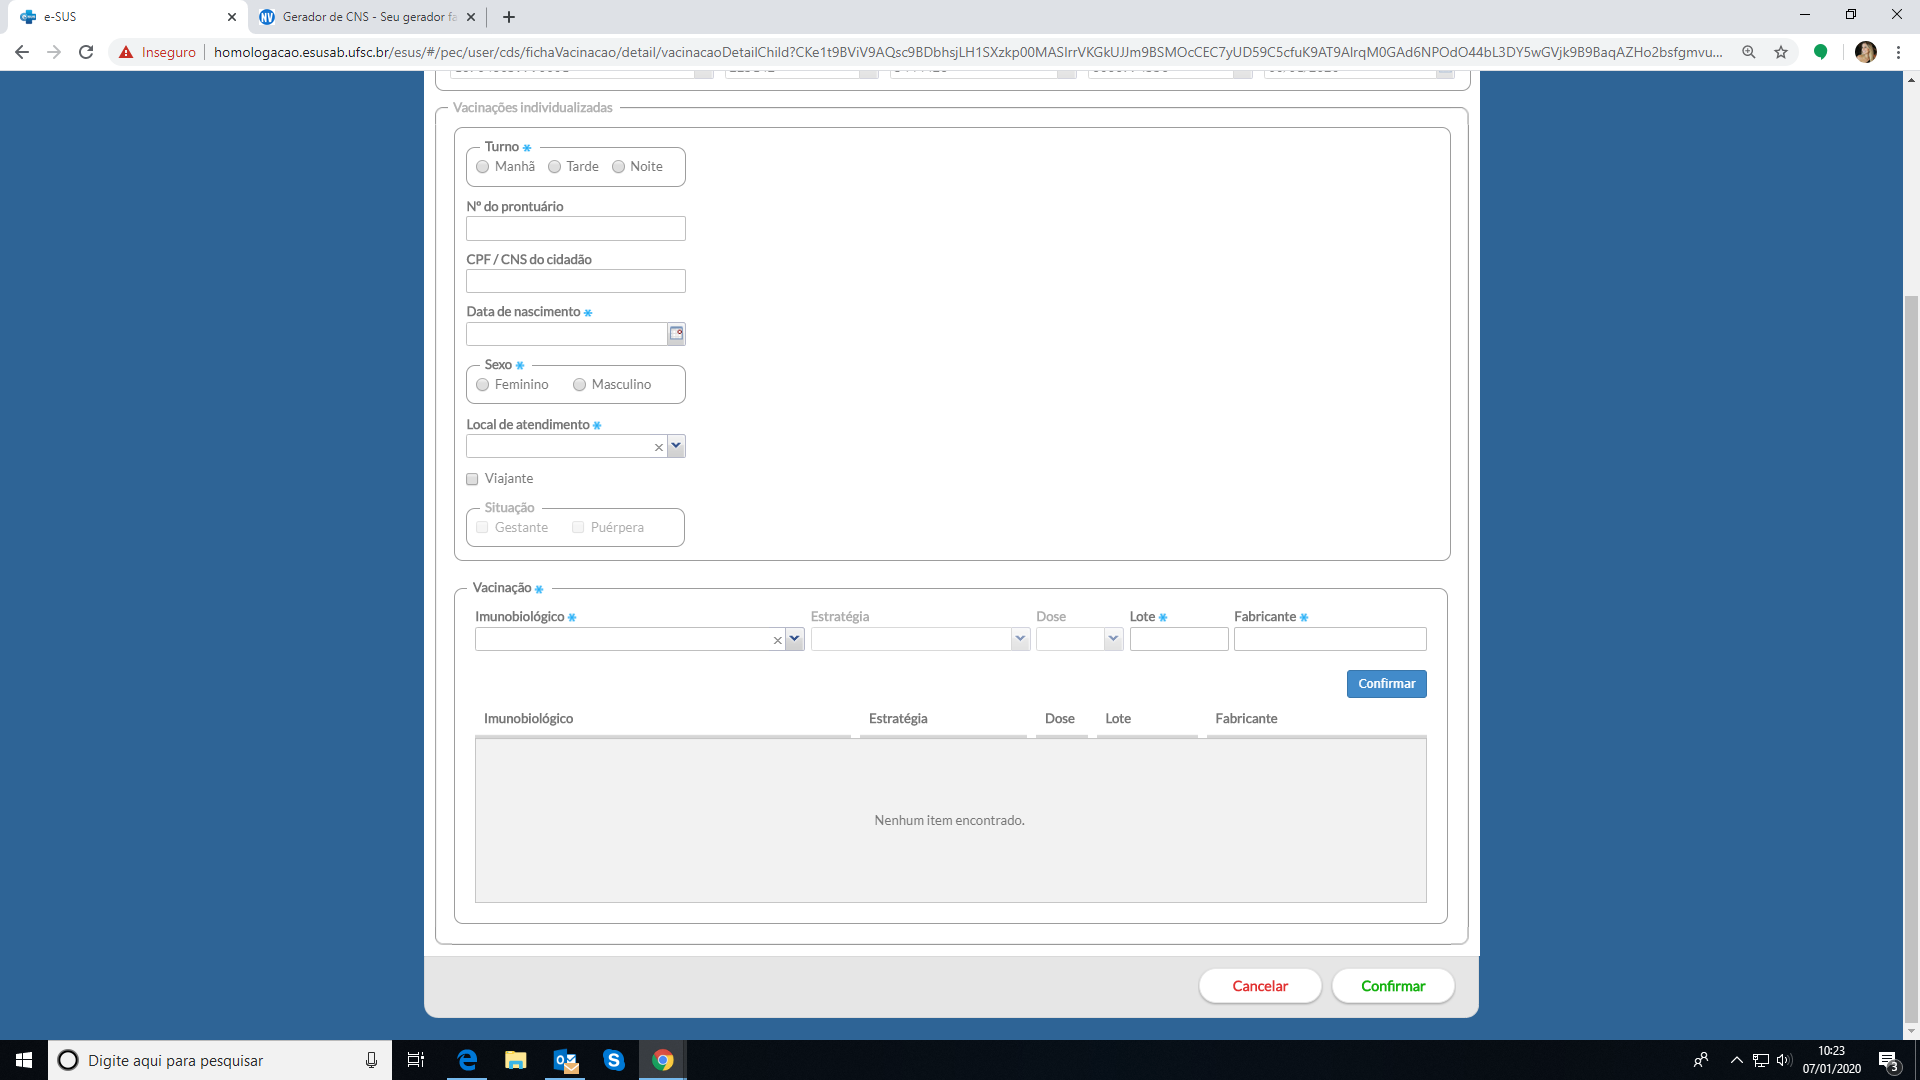 e-SUS
Gerador de CNS - Seu gerador fa
Inseguro
homologacao.esusab.ufsc.br/esus/#/pec/user/cds/fichaVacinacao/detail/vacinacaoDetailChild?CKe1t9BViV9AQsc9BDbhsjLH1SXzkp00MASIrrVKGkUJJm9BSMOcCEC7yUD59C5cfuK9AT9AlrqM0GAd6NPOdO44bL3DY5wGVjk9B9BaqAZHo2bsfgmvu...
Vacinações individualizadas
Turno *
Manhã Tarde Noite
Nº do prontuário
CPF / CNS do cidadão
Data de nascimento *
Sexo *
Feminino Masculino
Local de atendimento *
Viajante
Situação
Gestante Puérpera
Vacinação *
Imunobiológico * Estratégia Dose Lote * Fabricante *
Confirmar
Imunobiológico Estratégia Dose Lote Fabricante
Nenhum item encontrado.
Cancelar Confirmar
Digite aqui para pesquisar
10:23
07/01/2020
3